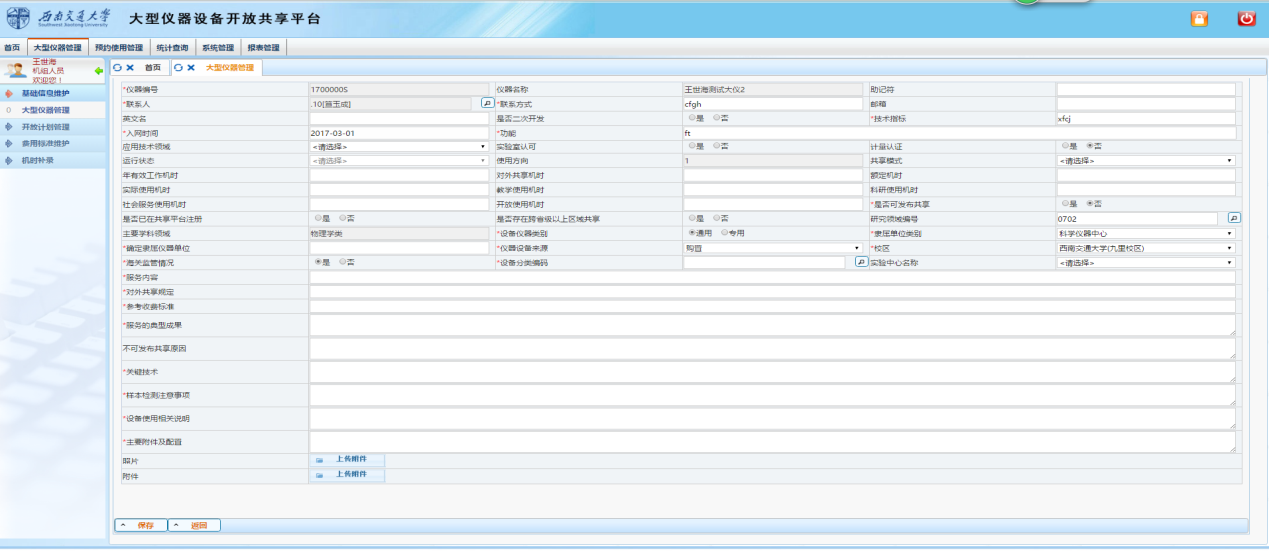 西南交通大学 大型仪器设备开放共享平台
Southwest Jiaotong University
首页 大型仪器管理 预约使用管理 统计查询 系统管理 报表管理
王世海
机组人员
欢迎您！
首页 大型仪器管理
基础信息维护
大型仪器管理
开放计划管理
费用标准维护
机时补录
*仪器编号 1700000S 仪器名称 王世海测试大仪2 助记符
*联系人 .10[笛玉成] *联系方式 cfgh 邮箱
英文名 是否二次开发 是 否 *技术指标 xfcj
*入网时间 2017-03-01 *功能 ft
应用技术领域 <请选择> 实验室认可 是 否 计量认证 是 否
运行状态 <请选择> 使用方向 1 共享模式 <请选择>
年有效工作机时 对外共享机时 额定机时
实际使用机时 教学使用机时 科研使用机时
社会服务使用机时 开放使用机时 *是否可发布共享 是 否
是否已在共享平台注册 是 否 是否存在跨省级以上区域共享 是 否 研究领域编号 0702
主要学科领域 物理学类 *设备仪器类别 通用 专用 *隶属单位类别 科学仪器中心
*确定隶属仪器单位 *仪器设备来源 购置 *校区 西南交通大学(九里校区)
*海关监管情况 是 否 *设备分类编码 实验中心名称 <请选择>
*服务内容
*对外共享规定
*参考收费标准
*服务的典型成果
不可发布共享原因
*关键技术
*样本检测注意事项
*设备使用相关说明
*主要附件及配置
照片 上传附件
附件 上传附件
保存 返回